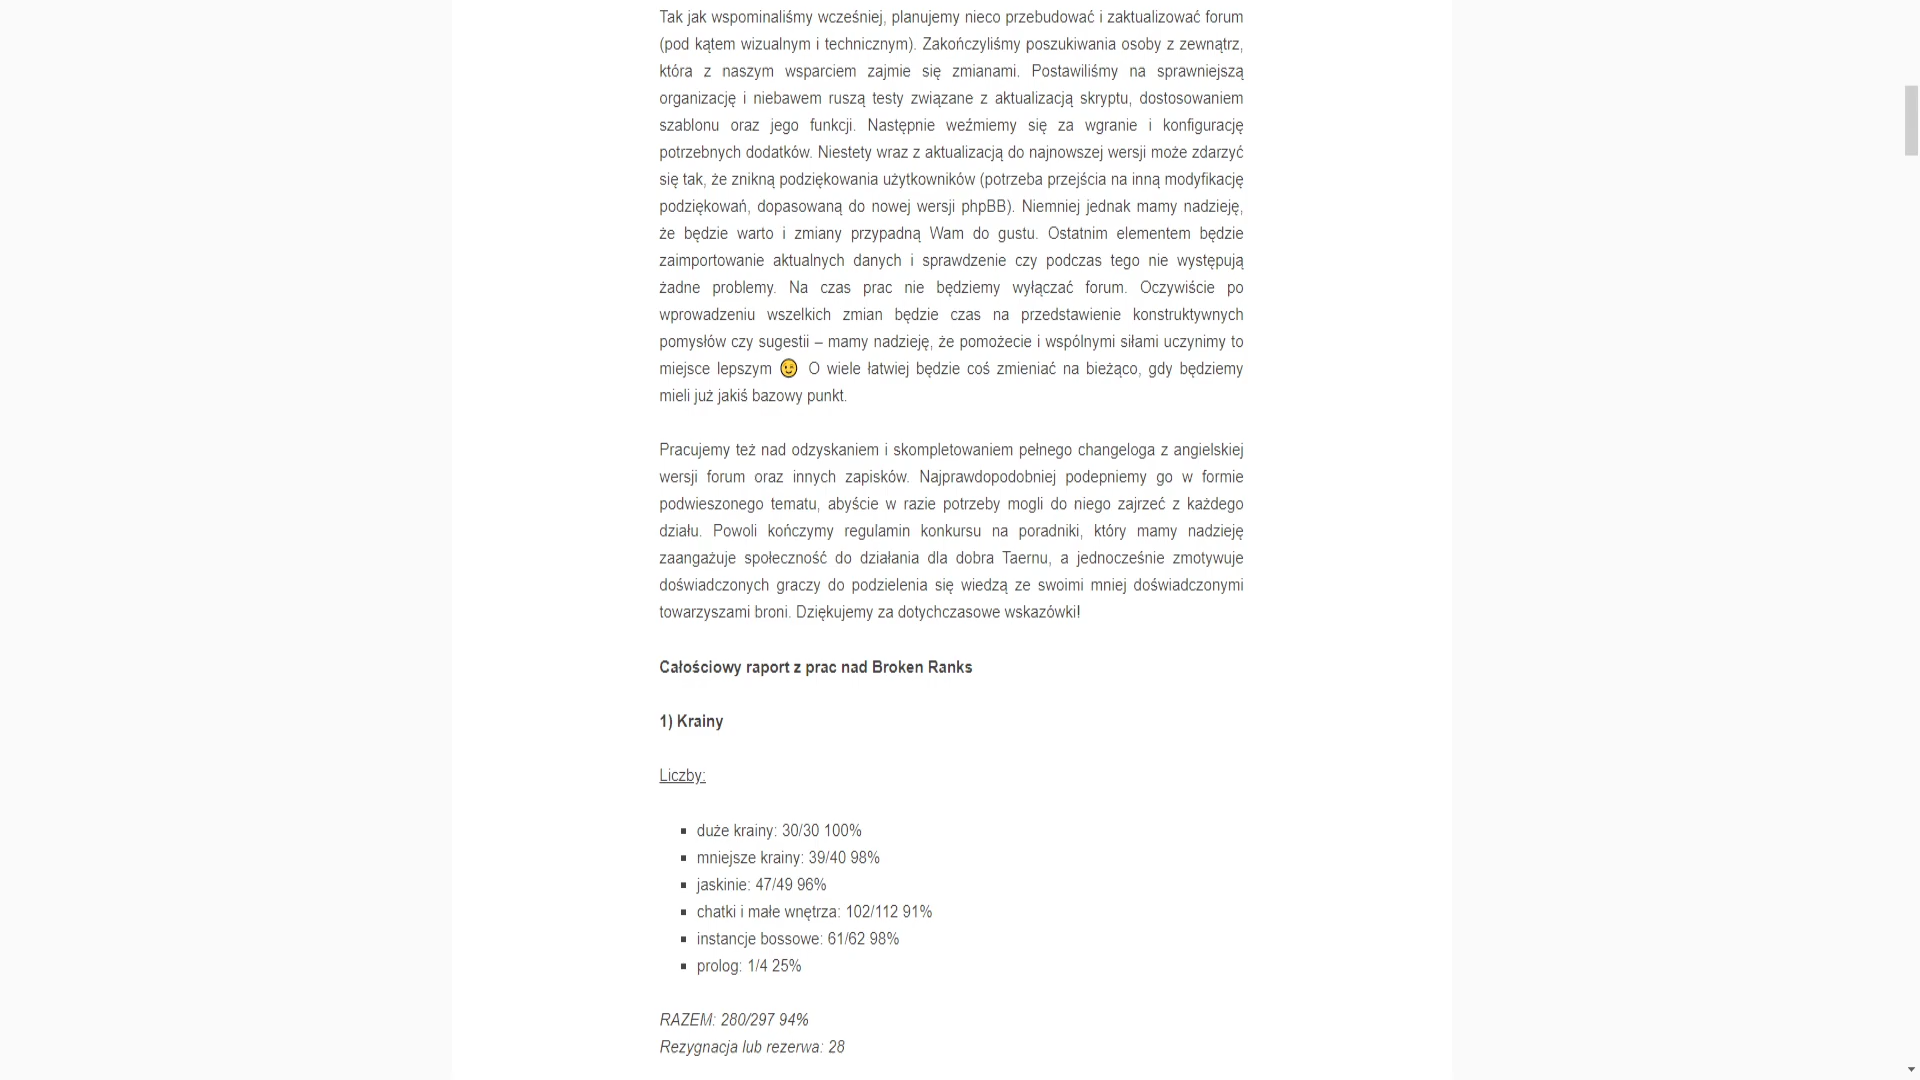 Tak jak wspominaliśmy wcześniej, planujemy nieco przebudować i zaktualizować forum
(pod kątem wizualnym i technicznym). Zakończyliśmy poszukiwania osoby z zewnątrz,
która z naszym wsparciem zajmie się zmianami. Postawiliśmy na sprawniejszą
organizację i niebawem ruszą testy związane z aktualizacją skryptu, dostosowaniem
szablonu oraz jego funkcji. Następnie weźmiemy się za wgranie i konfigurację
potrzebnych dodatków. Niestety wraz z aktualizacją do najnowszej wersji może zdarzyć
się tak, że znikną podziękowania użytkowników (potrzeba przejścia na inną modyfikację
podziękowań, dopasowaną do nowej wersji phpBB). Niemniej jednak mamy nadzieję,
że będzie warto i zmiany przypadną Wam do gustu. Ostatnim elementem będzie
zaimportowanie aktualnych danych i sprawdzenie czy podczas tego nie występują
żadne problemy. Na czas prac nie będziemy wyłączać forum. Oczywiście po
wprowadzeniu wszelkich zmian będzie czas na przedstawienie konstruktywnych
pomysłów czy sugestii – mamy nadzieję, że pomożecie i wspólnymi siłami uczynimy to
miejsce lepszym 😉 O wiele łatwiej będzie coś zmieniać na bieżąco, gdy będziemy
mieli już jakiś bazowy punkt.
Pracujemy też nad odzyskaniem i skompletowaniem pełnego changeloga z angielskiej
wersji forum oraz innych zapisków. Najprawdopodobniej podepniemy go w formie
podwieszonego tematu, abyście w razie potrzeby mogli do niego zajrzeć z każdego
działu. Powoli kończymy regulamin konkursu na poradniki, który mamy nadzieję
zaangażuje społeczność do działania dla dobra Taernu, a jednocześnie zmotywuje
doświadczonych graczy do podzielenia się wiedzą ze swoimi mniej doświadczonymi
towarzyszami broni. Dziękujemy za dotychczasowe wskazówki!
Całościowy raport z prac nad Broken Ranks
1) Krainy
Liczby:
▪ duże krainy: 30/30 100%
▪ mniejsze krainy: 39/40 98%
▪ jaskinie: 47/49 96%
▪ chatki i małe wnętrza: 102/112 91%
▪ instancje bossowe: 61/62 98%
▪ prolog: 1/4 25%
RAZEM: 280/297 94%
Rezygnacja lub rezerwa: 28